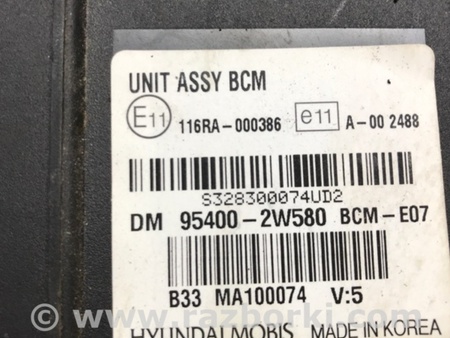 UNIT ASSY BCM
E11 116RA-000386 e11 A-00 2488
S328300074UD2
DM 95400-2W580 BCM-E07
B33 MA100074 V:5
HYUNDAI MOBIS MADE IN KOREA
© www.razborki.com